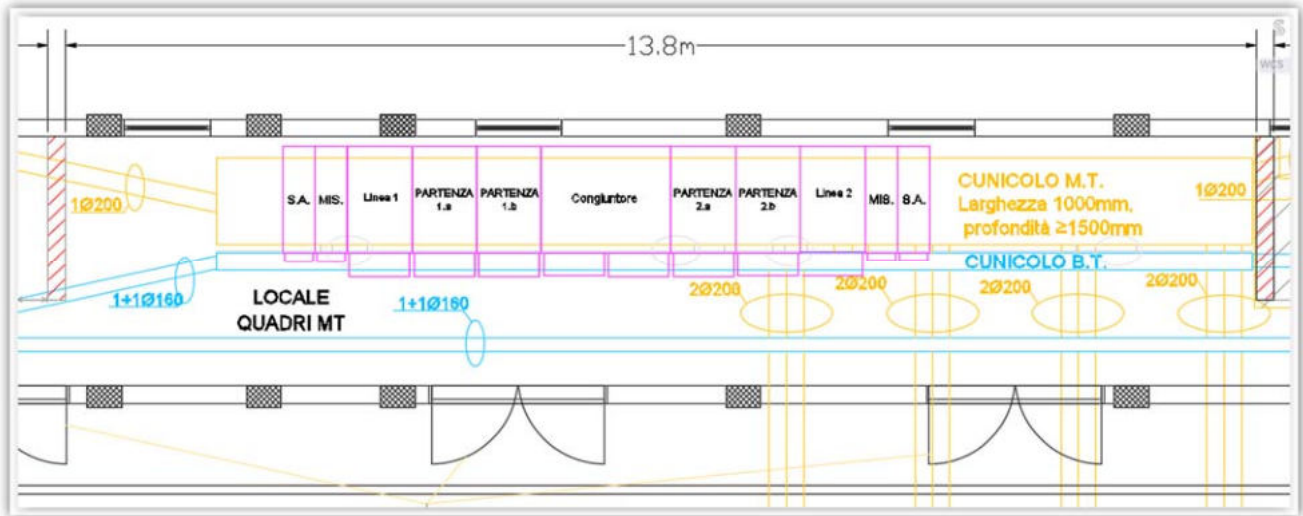 13.8m
WCS
S.A.
MIS.
Linea 1
PARTENZA
1.a
PARTENZA
1.b
Congiuntore
PARTENZA
2.a
PARTENZA
2.b
Linea 2
MIS.
S.A.
CUNICOLO M.T.
Larghezza 1000mm,
profondità ≥1500mm
1Ø200
1Ø200
CUNICOLO B.T.
1+1Ø160
LOCALE
QUADRI MT
1+1Ø160
2Ø200
2Ø200
2Ø200
2Ø200